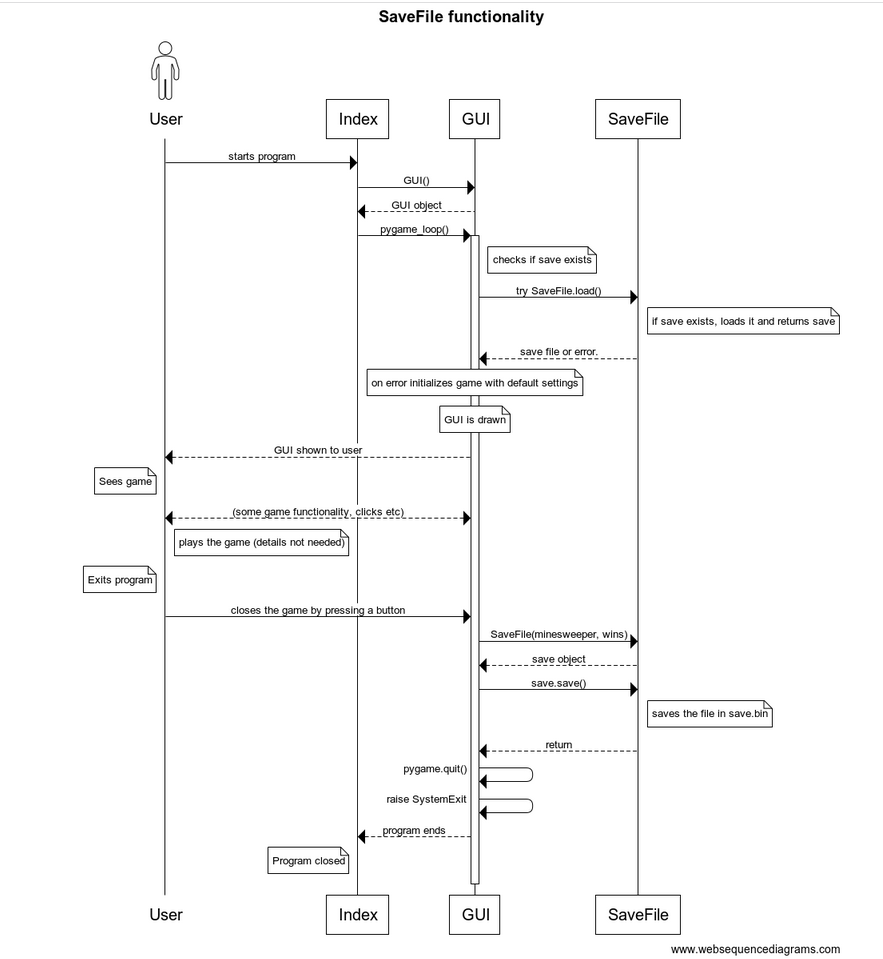 SaveFile functionality
User
Index
GUI
SaveFile
starts program
GUI()
GUI object
pygame_loop()
checks if save exists
try SaveFile.load()
if save exists, loads it and returns save
save file or error.
on error initializes game with default settings
GUI is drawn
GUI shown to user
Sees game
(some game functionality, clicks etc)
plays the game (details not needed)
Exits program
closes the game by pressing a button
SaveFile(minesweeper, wins)
save object
save.save()
saves the file in save.bin
return
pygame.quit()
raise SystemExit
program ends
Program closed
User
Index
GUI
SaveFile
www.websequencediagrams.com